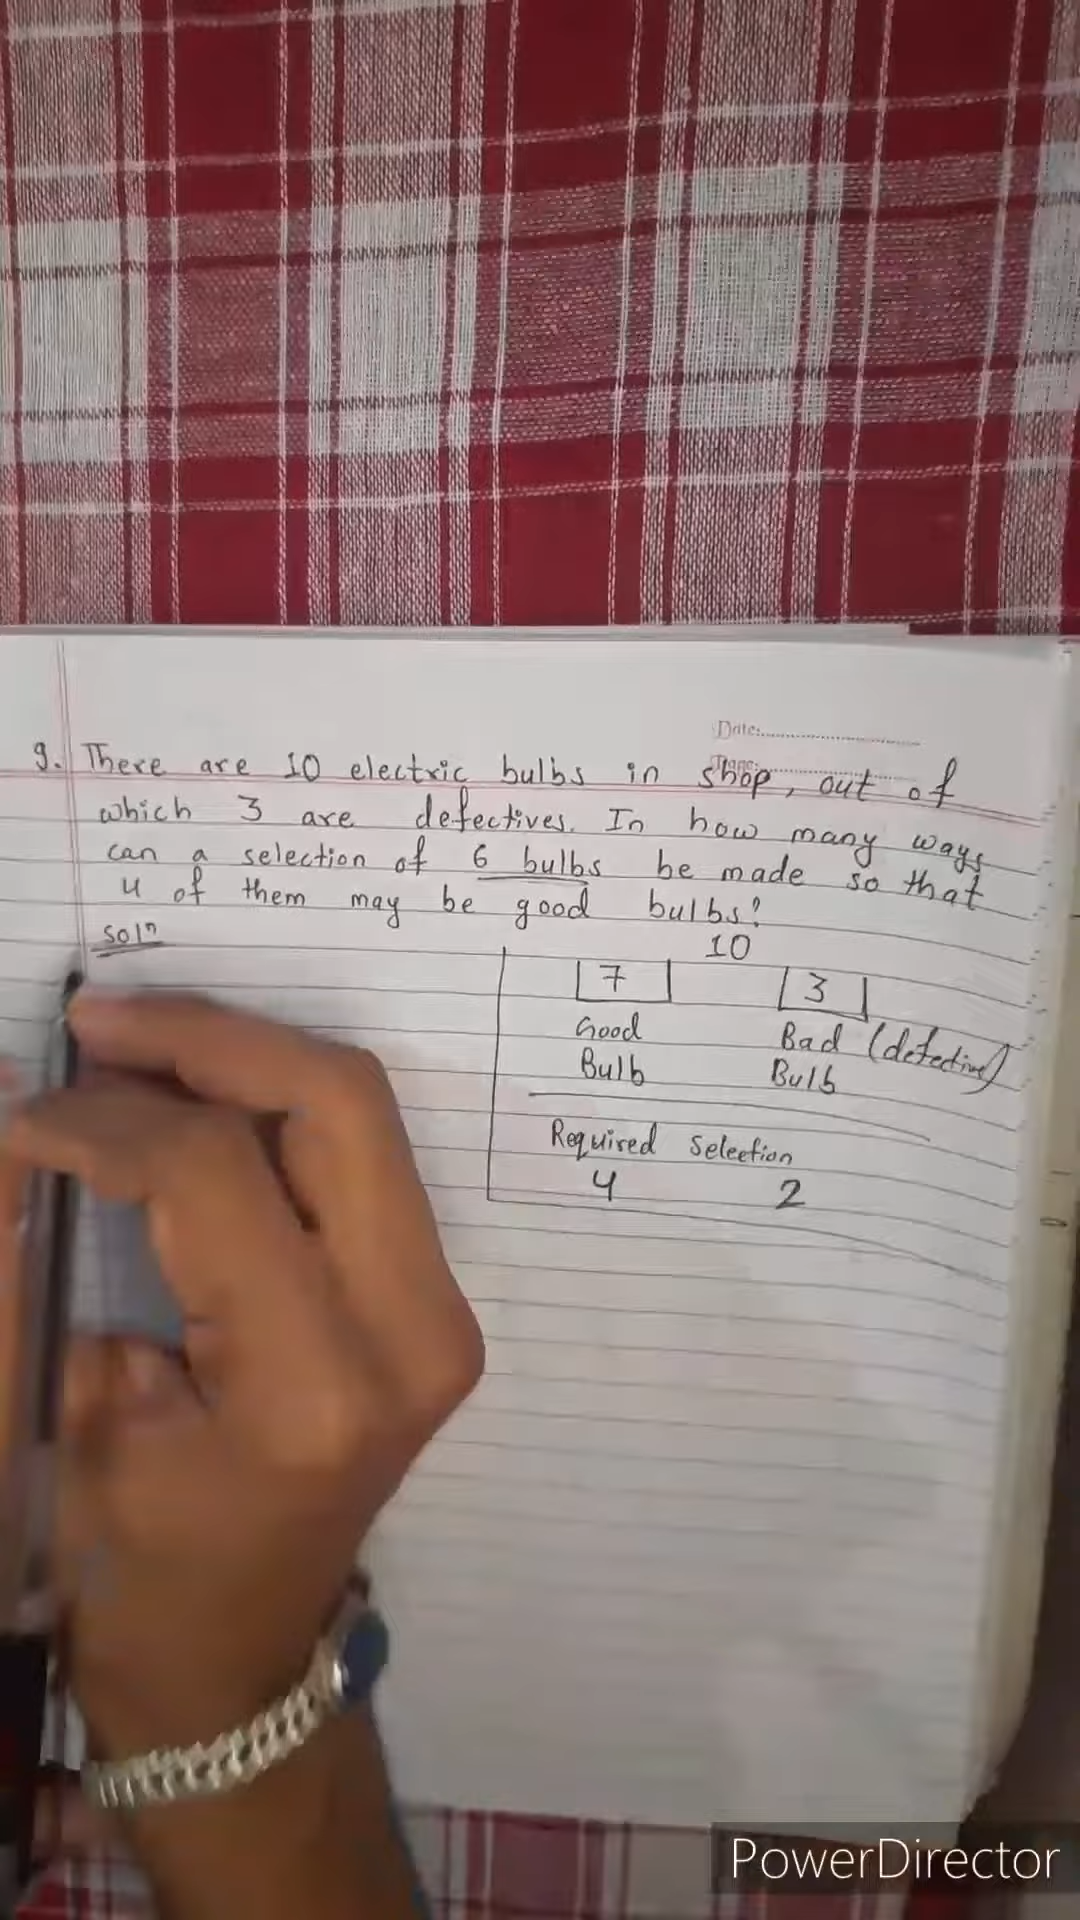 Date:
9. There are 10 electric bulbs in shop, out of
which 3 are defectives. In how many ways
can a selection of 6 bulbs be made so that
4 of them may be good bulbs?
Solⁿ
10
7 3
Good Bad (defective)
Bulb Bulb
Required Selection
4 2
PowerDirector